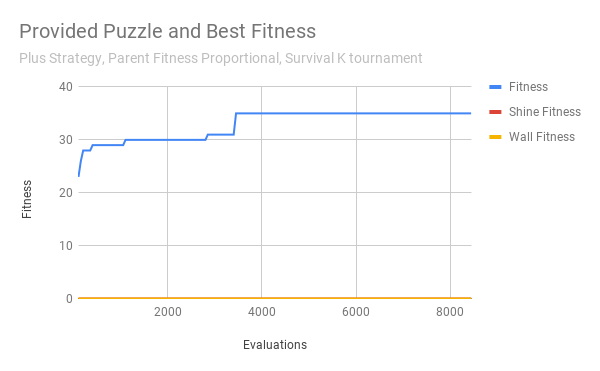 Provided Puzzle and Best Fitness
Plus Strategy, Parent Fitness Proportional, Survival K tournament
Fitness
40
30
20
10
0
2000 4000 6000 8000
Evaluations
Fitness
Shine Fitness
Wall Fitness